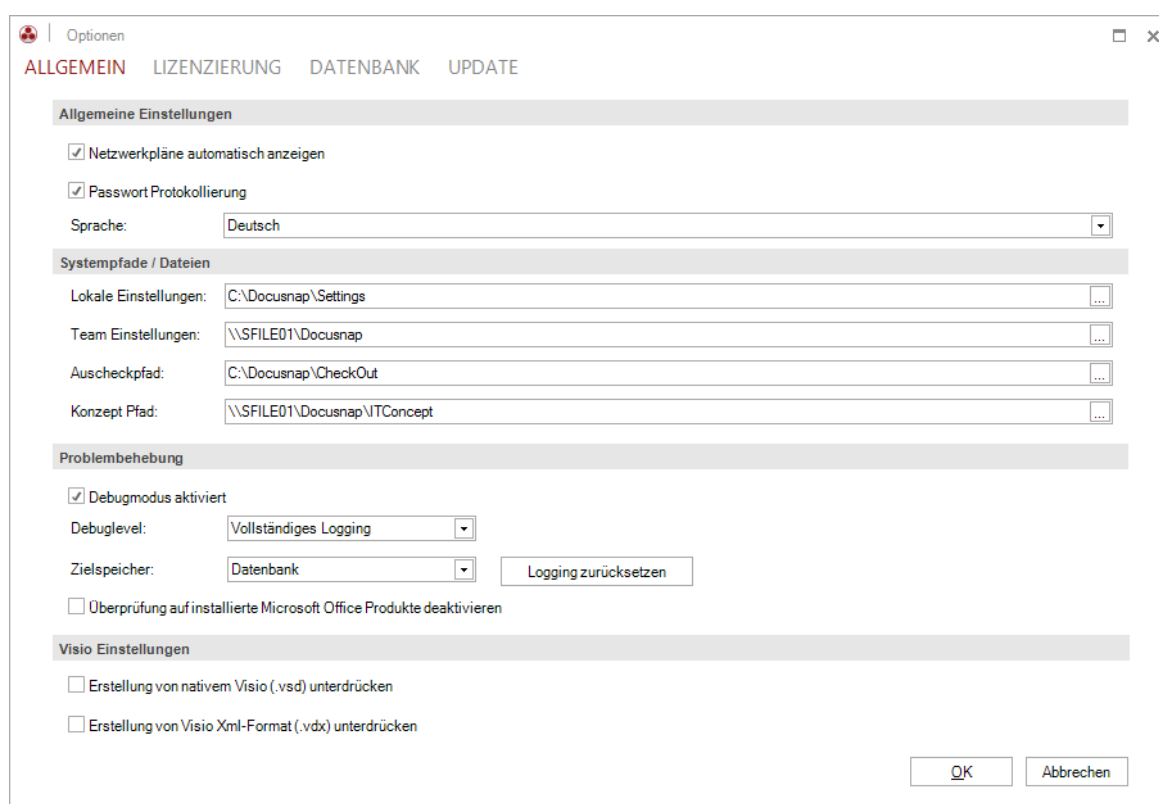 Optionen
ALLGEMEIN LIZENZIERUNG DATENBANK UPDATE
Allgemeine Einstellungen
Netzwerkpläne automatisch anzeigen
Passwort Protokollierung
Sprache: Deutsch
Systempfade / Dateien
Lokale Einstellungen: C:\Docusnap\Settings ...
Team Einstellungen: \\SFILE01\Docusnap ...
Auscheckpfad: C:\Docusnap\CheckOut ...
Konzept Pfad: \\SFILE01\Docusnap\ITConcept ...
Problembehebung
Debugmodus aktiviert
Debuglevel: Vollständiges Logging
Zielspeicher: Datenbank Logging zurücksetzen
Überprüfung auf installierte Microsoft Office Produkte deaktivieren
Visio Einstellungen
Erstellung von nativem Visio (.vsd) unterdrücken
Erstellung von Visio Xml-Format (.vdx) unterdrücken
OK Abbrechen